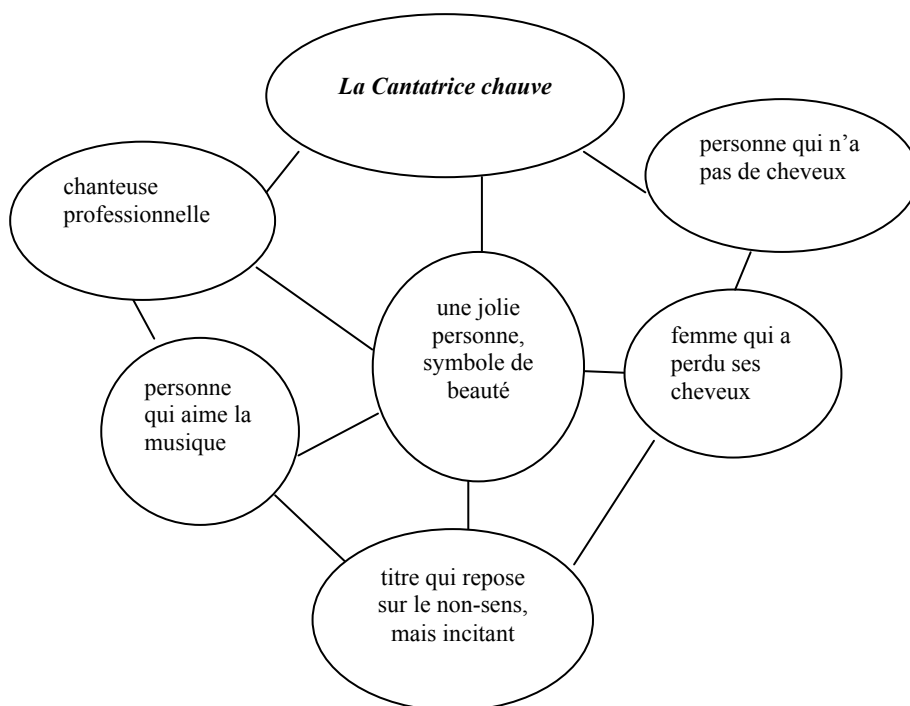 La Cantatrice chauve
personne qui n’a
pas de cheveux
chanteuse
professionnelle
une jolie
personne,
symbole de
beauté
femme qui a
perdu ses
cheveux
personne
qui aime la
musique
titre qui repose
sur le non-sens,
mais incitant